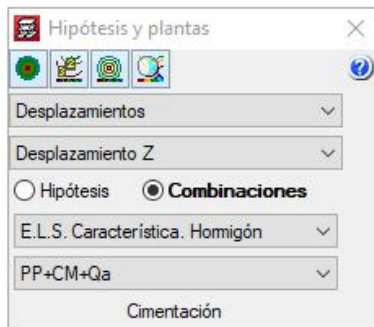 Hipótesis y plantas
Desplazamientos
Desplazamiento Z
Hipótesis Combinaciones
E.L.S. Característica. Hormigón
PP+CM+Qa
Cimentación